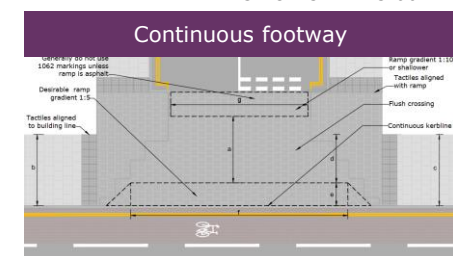 Continuous footway
Generally do not use
1062 markings unless
ramp is asphalt
Ramp gradient 1:10
or shallower
Desirable ramp
gradient 1:5
Tactiles aligned
with ramp
Flush crossing
Tactiles aligned
to building line
Continuous kerbline
g
a
b
d
c
e
f